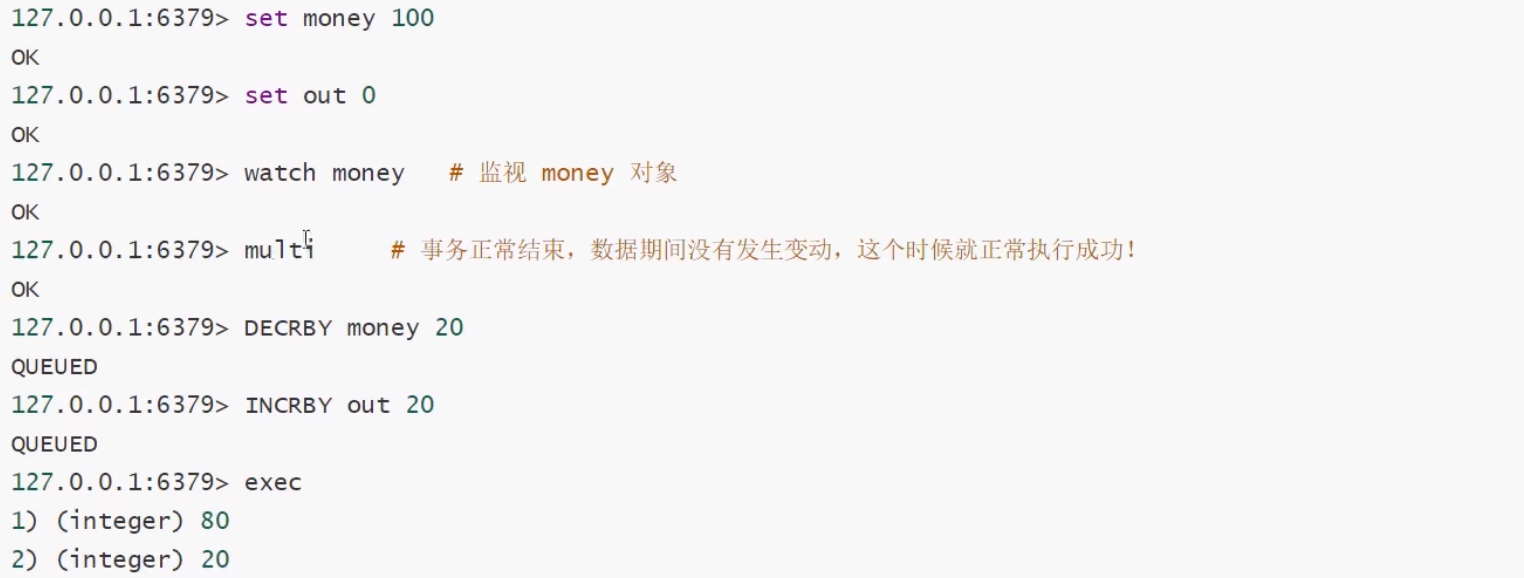 127.0.0.1:6379> set money 100
OK
127.0.0.1:6379> set out 0
OK
127.0.0.1:6379> watch money   # 监视 money 对象
OK
127.0.0.1:6379> multi     # 事务正常结束，数据期间没有发生变动，这个时候就正常执行成功！
OK
127.0.0.1:6379> DECRBY money 20
QUEUED
127.0.0.1:6379> INCRBY out 20
QUEUED
127.0.0.1:6379> exec
1) (integer) 80
2) (integer) 20